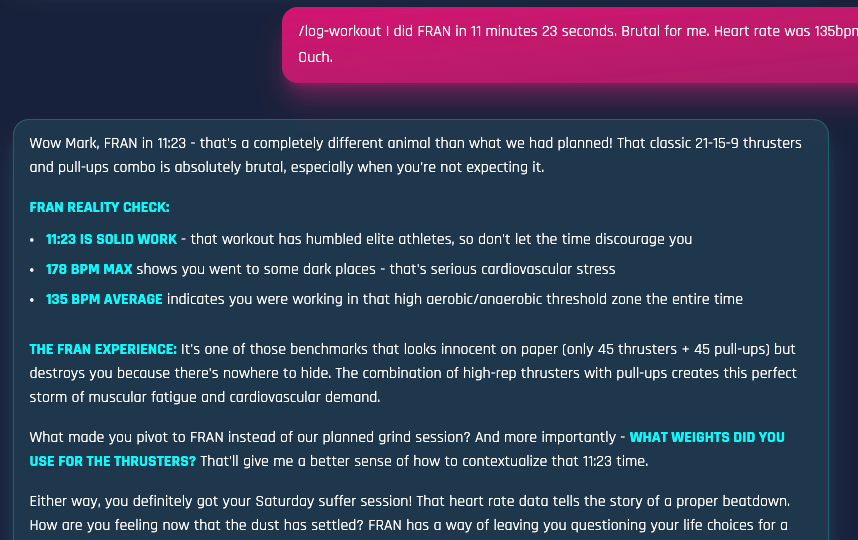 /log-workout I did FRAN in 11 minutes 23 seconds. Brutal for me. Heart rate was 135bpm
Ouch.
Wow Mark, FRAN in 11:23 - that's a completely different animal than what we had planned! That classic 21-15-9 thrusters
and pull-ups combo is absolutely brutal, especially when you're not expecting it.
FRAN REALITY CHECK:
• 11:23 IS SOLID WORK - that workout has humbled elite athletes, so don't let the time discourage you
• 178 BPM MAX shows you went to some dark places - that's serious cardiovascular stress
• 135 BPM AVERAGE indicates you were working in that high aerobic/anaerobic threshold zone the entire time
THE FRAN EXPERIENCE: It's one of those benchmarks that looks innocent on paper (only 45 thrusters + 45 pull-ups) but
destroys you because there's nowhere to hide. The combination of high-rep thrusters with pull-ups creates this perfect
storm of muscular fatigue and cardiovascular demand.
What made you pivot to FRAN instead of our planned grind session? And more importantly - WHAT WEIGHTS DID YOU
USE FOR THE THRUSTERS? That'll give me a better sense of how to contextualize that 11:23 time.
Either way, you definitely got your Saturday suffer session! That heart rate data tells the story of a proper beatdown.
How are you feeling now that the dust has settled? FRAN has a way of leaving you questioning your life choices for a